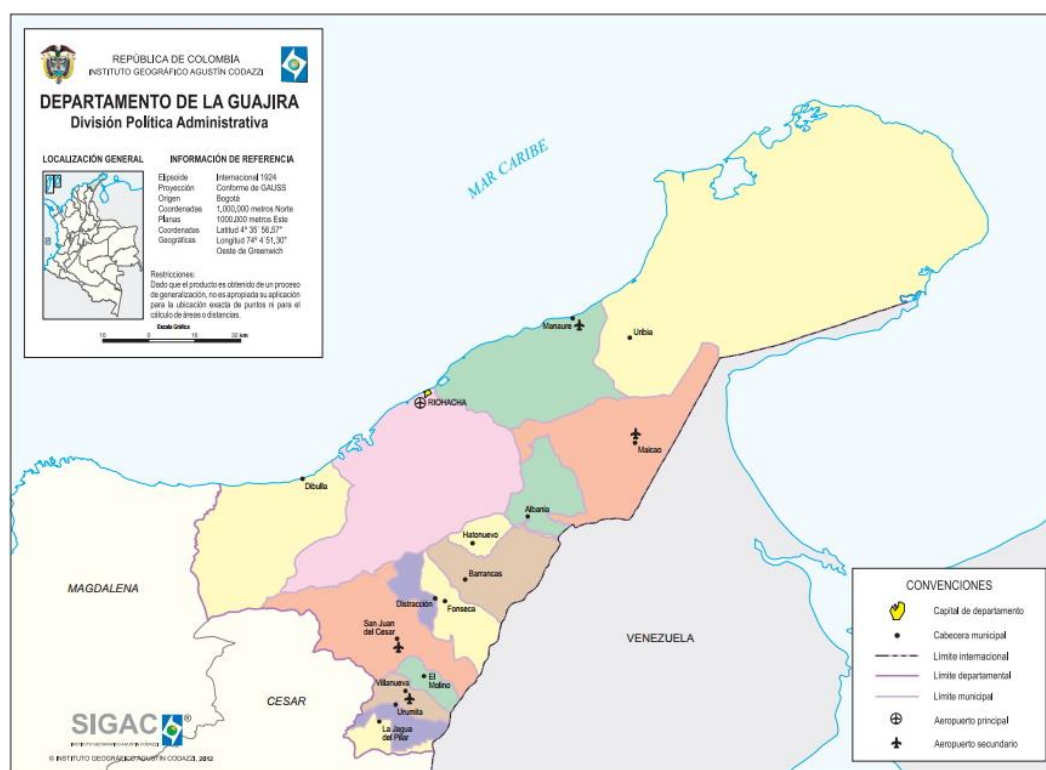 REPÚBLICA DE COLOMBIA
INSTITUTO GEOGRÁFICO AGUSTÍN CODAZZI
DEPARTAMENTO DE LA GUAJIRA
División Política Administrativa
LOCALIZACIÓN GENERAL
INFORMACIÓN DE REFERENCIA
Elipsoide Internacional 1924
Proyección Conforme de GAUSS
Origen Bogotá
Coordenadas 1,000,000 metros Norte
Planas 1000,000 metros Este
Coordenadas Latitud 4° 35´ 56,57"
Geográficas Longitud 74° 4´51,30"
Oeste de Greenwich
Restricciones:
Dado que el producto es obtenido de un proceso
de generalización, no es apropiada su aplicación
para la ubicación exacta de puntos ni para el
cálculo de áreas o distancias.
Escala Gráfica
MAR CARIBE
Manaure
Uribia
RIOHACHA
Maicao
Dibulla
Albania
Hatonuevo
Barrancas
MAGDALENA
Distracción
Fonseca
San Juan
del Cesar
VENEZUELA
El
Molino
Villanueva
CESAR
Urumita
La Jagua
del Pilar
CONVENCIONES
Capital de departamento
Cabecera municipal
Límite internacional
Límite departamental
Límite municipal
Aeropuerto principal
Aeropuerto secundario
SIGAC®
© INSTITUTO GEOGRÁFICO AGUSTÍN CODAZZI, 2012